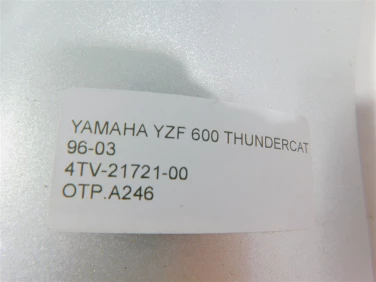 YAMAHA YZF 600 THUNDERCAT
96-03
4TV-21721-00
OTP.A246